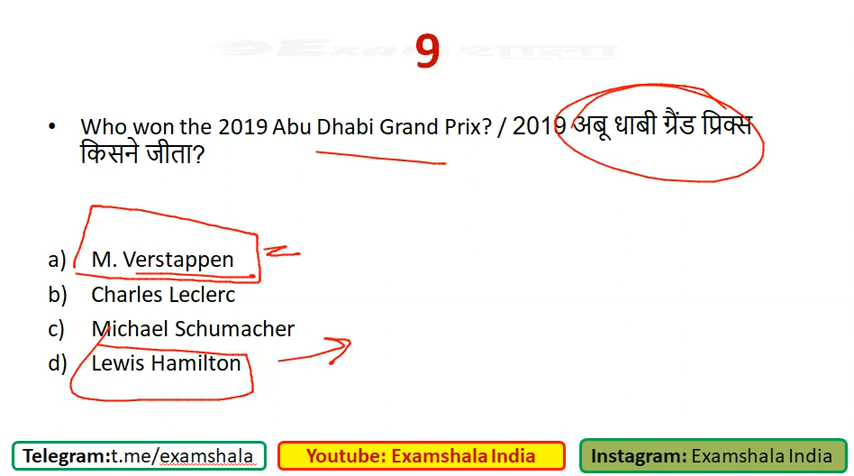 9
• Who won the 2019 Abu Dhabi Grand Prix? / 2019 अबू धाबी ग्रैंड प्रिक्स
किसने जीता?
a) M. Verstappen
b) Charles Leclerc
c) Michael Schumacher
d) Lewis Hamilton
Telegram:t.me/examshala
Youtube: Examshala India
Instagram: Examshala India